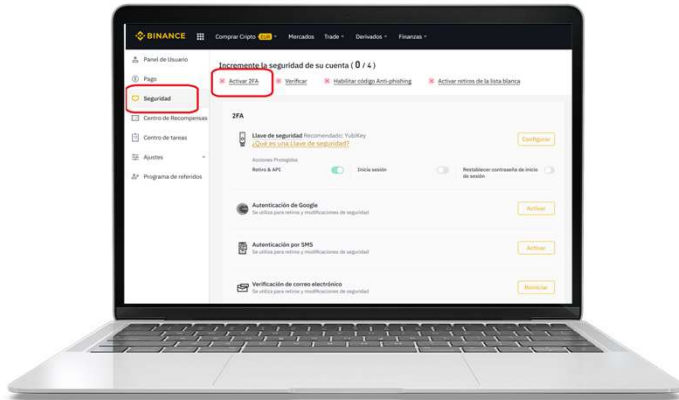 BINANCE
Comprar Cripto EUR Mercados Trade Derivados Finanzas
Panel de Usuario
Pago
Seguridad
Centro de Recompensas
Centro de tareas
Ajustes
Programa de referidos
Incremente la seguridad de su cuenta ( 0 / 4 )
Activar 2FA Verificar Habilitar código Anti-phishing Activar retiros de la lista blanca
2FA
Llave de seguridad Recomendado: YubiKey
¿Qué es una Llave de seguridad?
Configurar
Acciones Protegidas
Retiro & API Inicia sesión Restablecer contraseña de inicio
de sesión
Autenticación de Google
Se utiliza para retiros y modificaciones de seguridad
Activar
Autenticación por SMS
Se utiliza para retiros y modificaciones de seguridad
Activar
Verificación de correo electrónico
Se utiliza para retiros y modificaciones de seguridad
Reiniciar